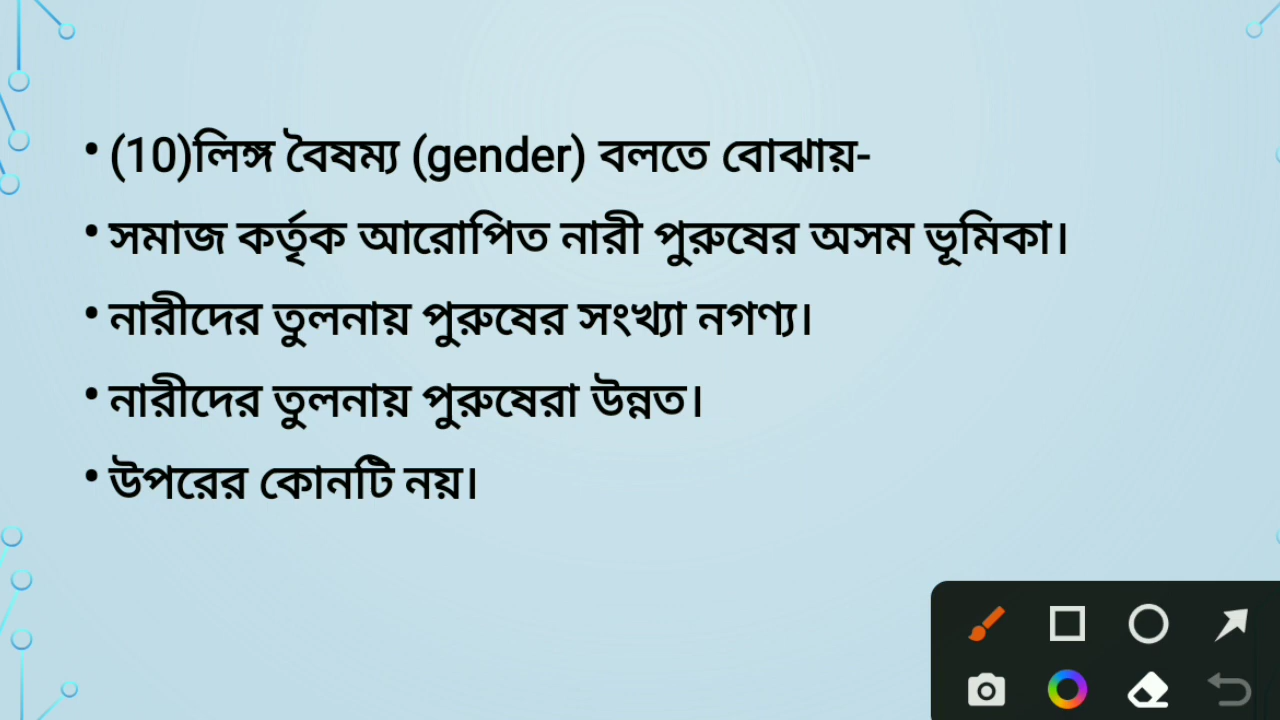 • (10)লিঙ্গ বৈষম্য (gender) বলতে বোঝায়-
• সমাজ কর্তৃক আরোপিত নারী পুরুষের অসম ভূমিকা।
• নারীদের তুলনায় পুরুষের সংখ্যা নগণ্য।
• নারীদের তুলনায় পুরুষেরা উন্নত।
• উপরের কোনটি নয়।